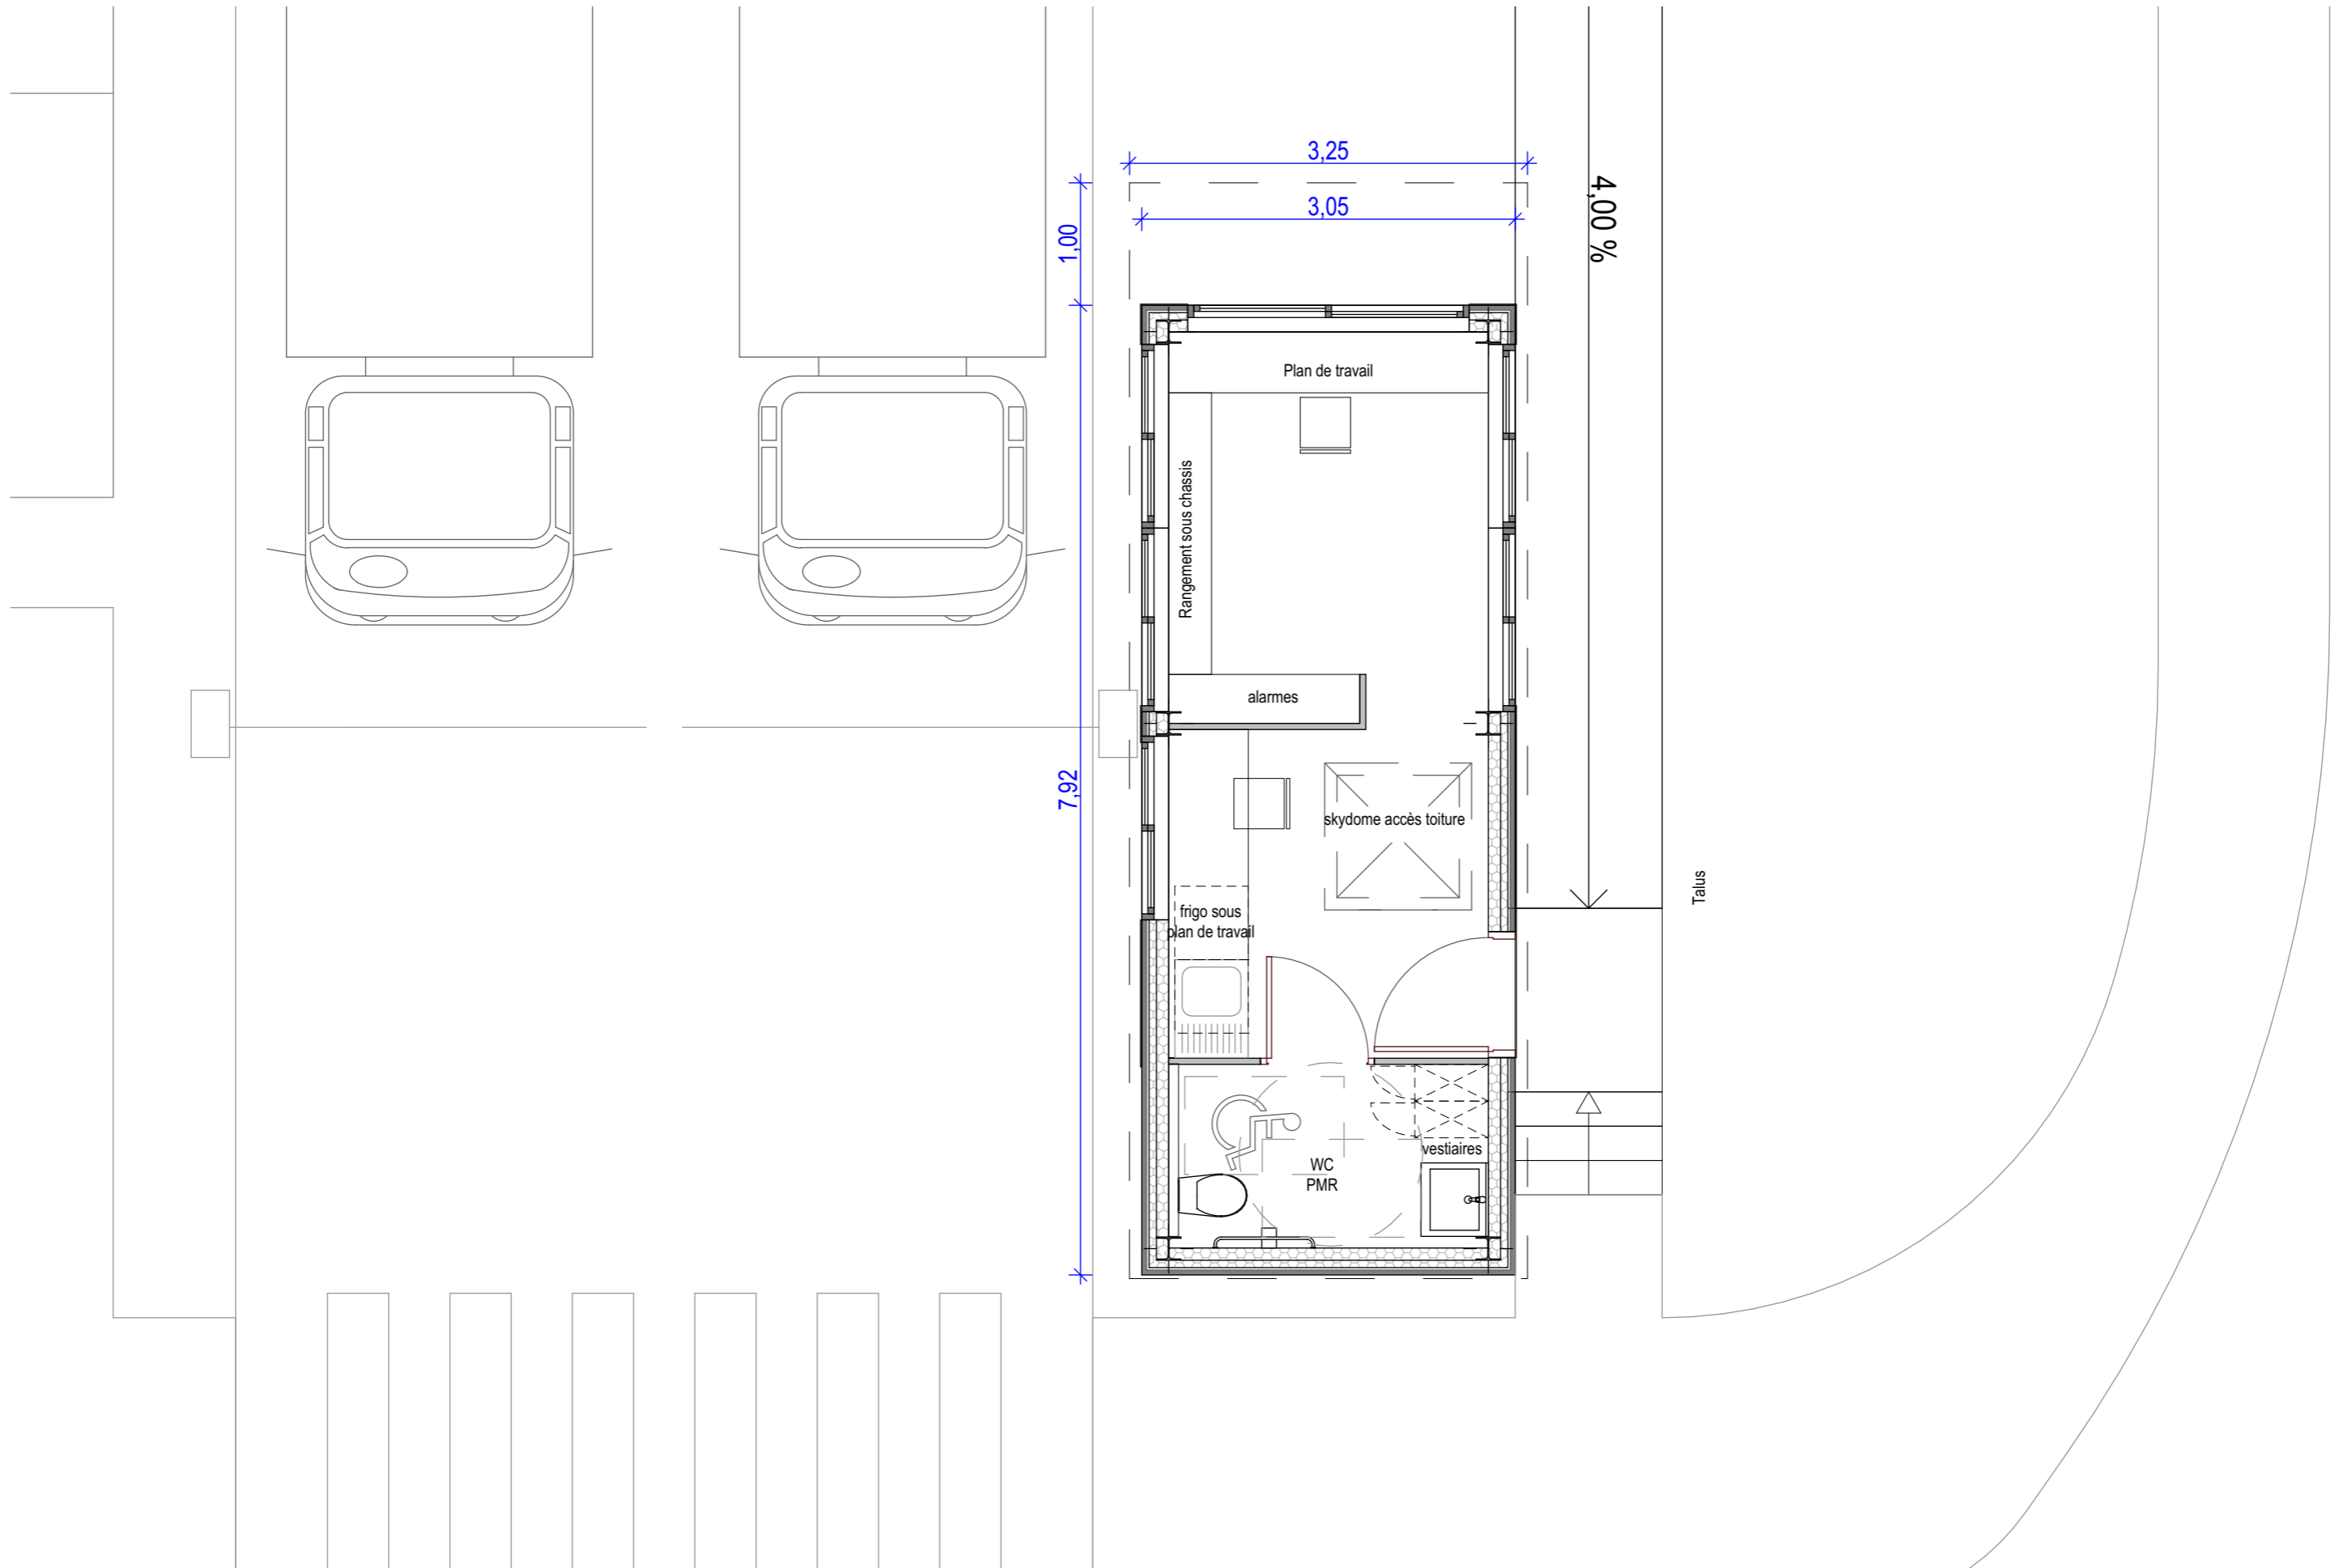 3,25
4,00 %
3,05
1,00
Plan de travail
Rangement sous chassis
alarmes
7,92
skydome accès toiture
Talus
frigo sous
plan de travail
vestiaires
WC
PMR